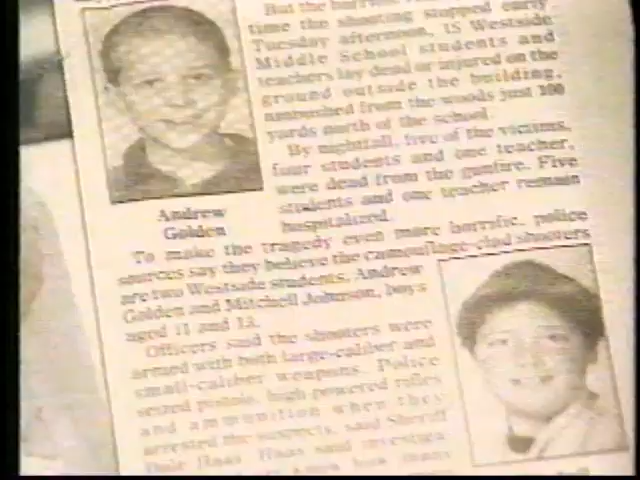 But the
time the shooting stopped early
Tuesday afternoon, 15 Westside
Middle School students and
teachers lay dead or injured on the
ground outside the building,
ambushed from the woods just 100
yards north of the school.
By nightfall, five of the victims,
four students and one teacher,
were dead from the gunfire. Five
students and one teacher remain
hospitalized.
Andrew
Golden
To make the tragedy even more horrific, police
sources say they believe the camouflage-clad shooters
are two Westside students, Andrew
Golden and Mitchell Johnson, boys
aged 11 and 13.
Officers said the shooters were
armed with both large-caliber and
small-caliber weapons. Police
seized pistols, high-powered rifles
and ammunition when they
arrested the suspects, said Sheriff
Dale Haas. Haas said